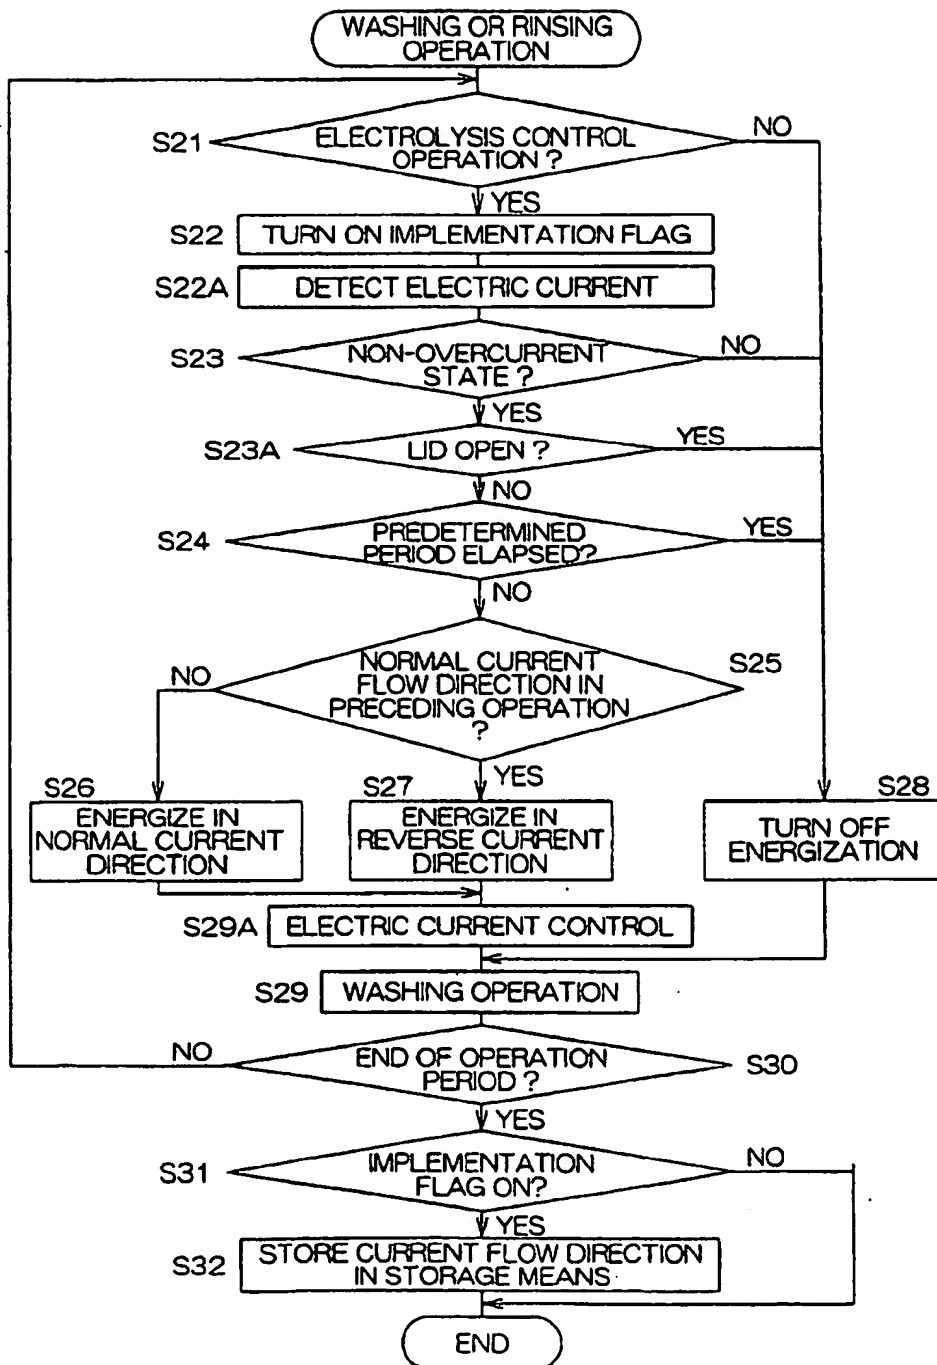 WASHING OR RINSING
OPERATION
S21
ELECTROLYSIS CONTROL
OPERATION ?
NO
YES
S22
TURN ON IMPLEMENTATION FLAG
S22A
DETECT ELECTRIC CURRENT
S23
NON-OVERCURRENT
STATE ?
NO
YES
S23A
LID OPEN ?
YES
NO
S24
PREDETERMINED
PERIOD ELAPSED?
YES
NO
S25
NORMAL CURRENT
FLOW DIRECTION IN
PRECEDING OPERATION
?
NO
YES
S26
ENERGIZE IN
NORMAL CURRENT
DIRECTION
S27
ENERGIZE IN
REVERSE CURRENT
DIRECTION
S28
TURN OFF
ENERGIZATION
S29A
ELECTRIC CURRENT CONTROL
S29
WASHING OPERATION
NO
END OF OPERATION
PERIOD ?
S30
YES
S31
IMPLEMENTATION
FLAG ON?
NO
YES
S32
STORE CURRENT FLOW DIRECTION
IN STORAGE MEANS
END